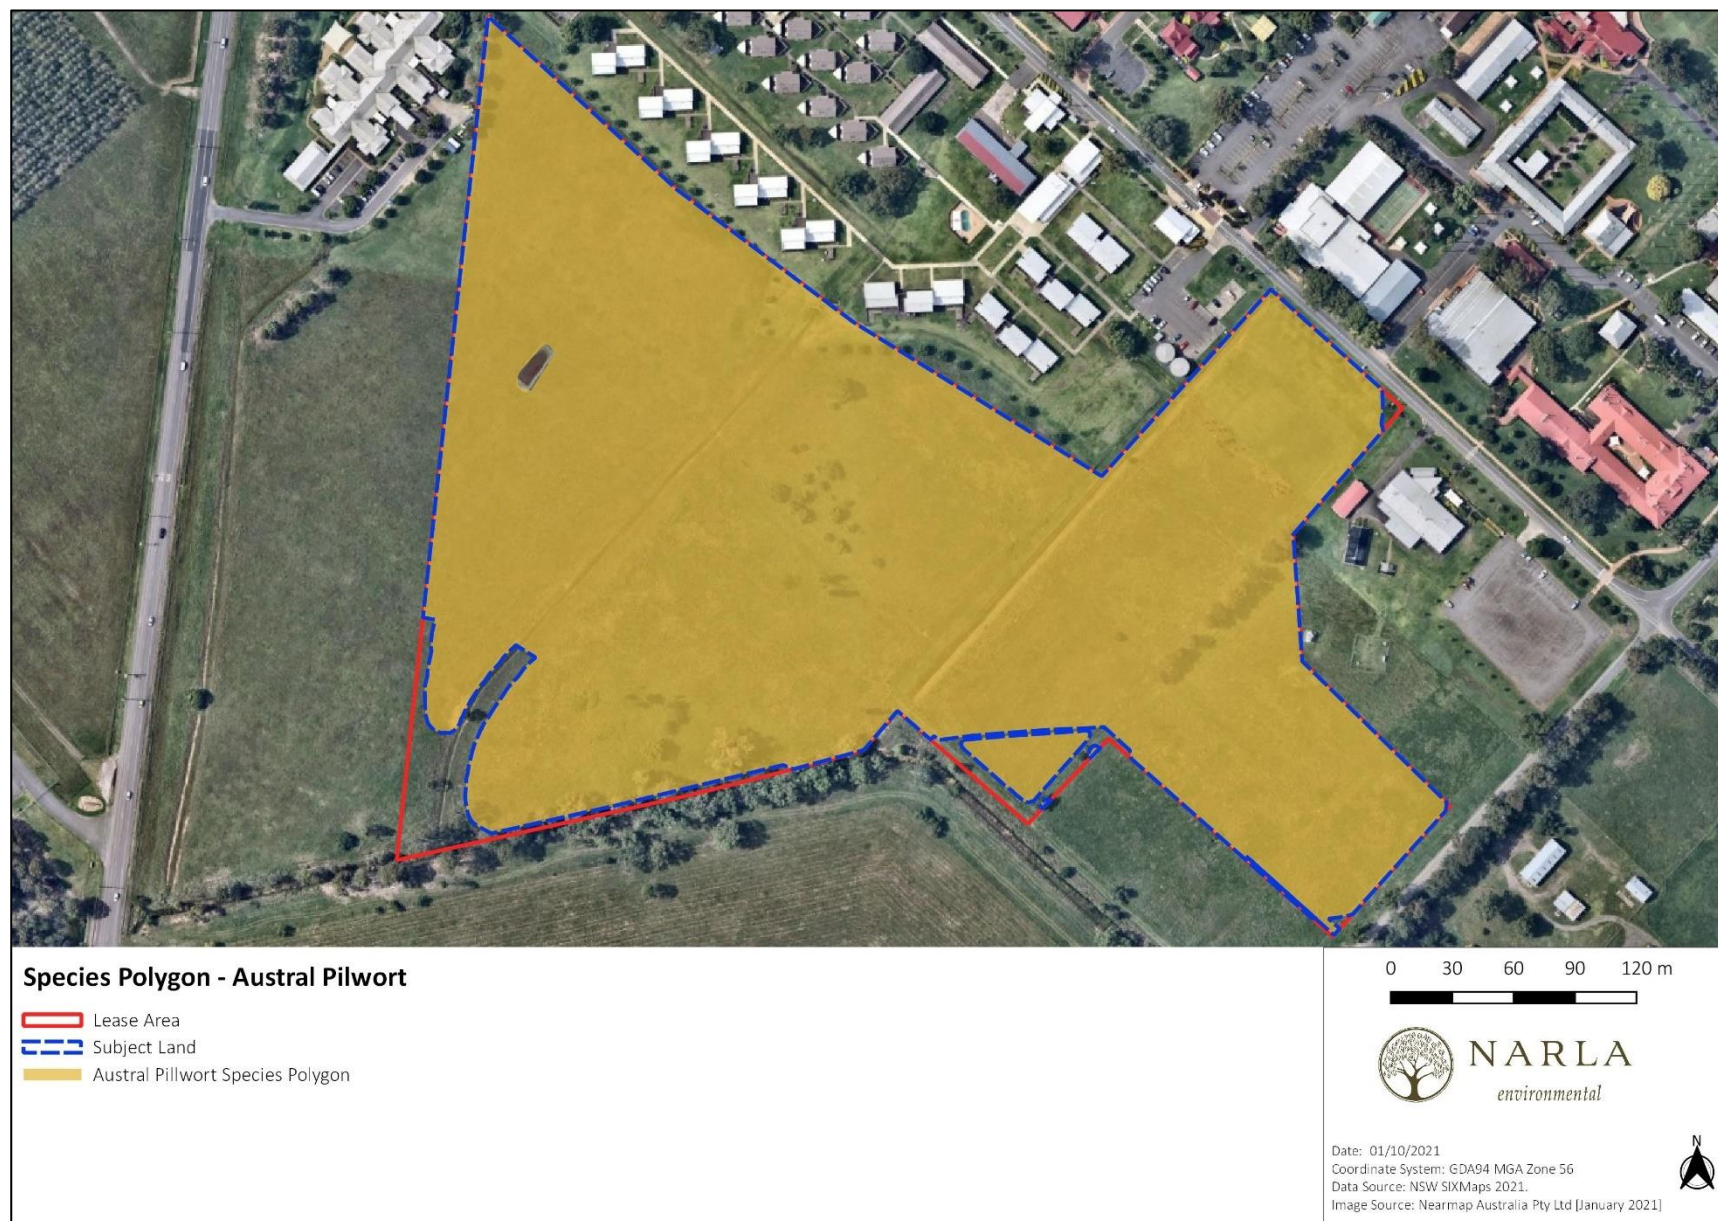 Species Polygon - Austral Pilwort
Lease Area
Subject Land
Austral Pillwort Species Polygon
0 30 60 90 120 m
NARLA
environmental
Date: 01/10/2021
Coordinate System: GDA94 MGA Zone 56
Data Source: NSW SIXMaps 2021.
Image Source: Nearmap Australia Pty Ltd [January 2021]
N